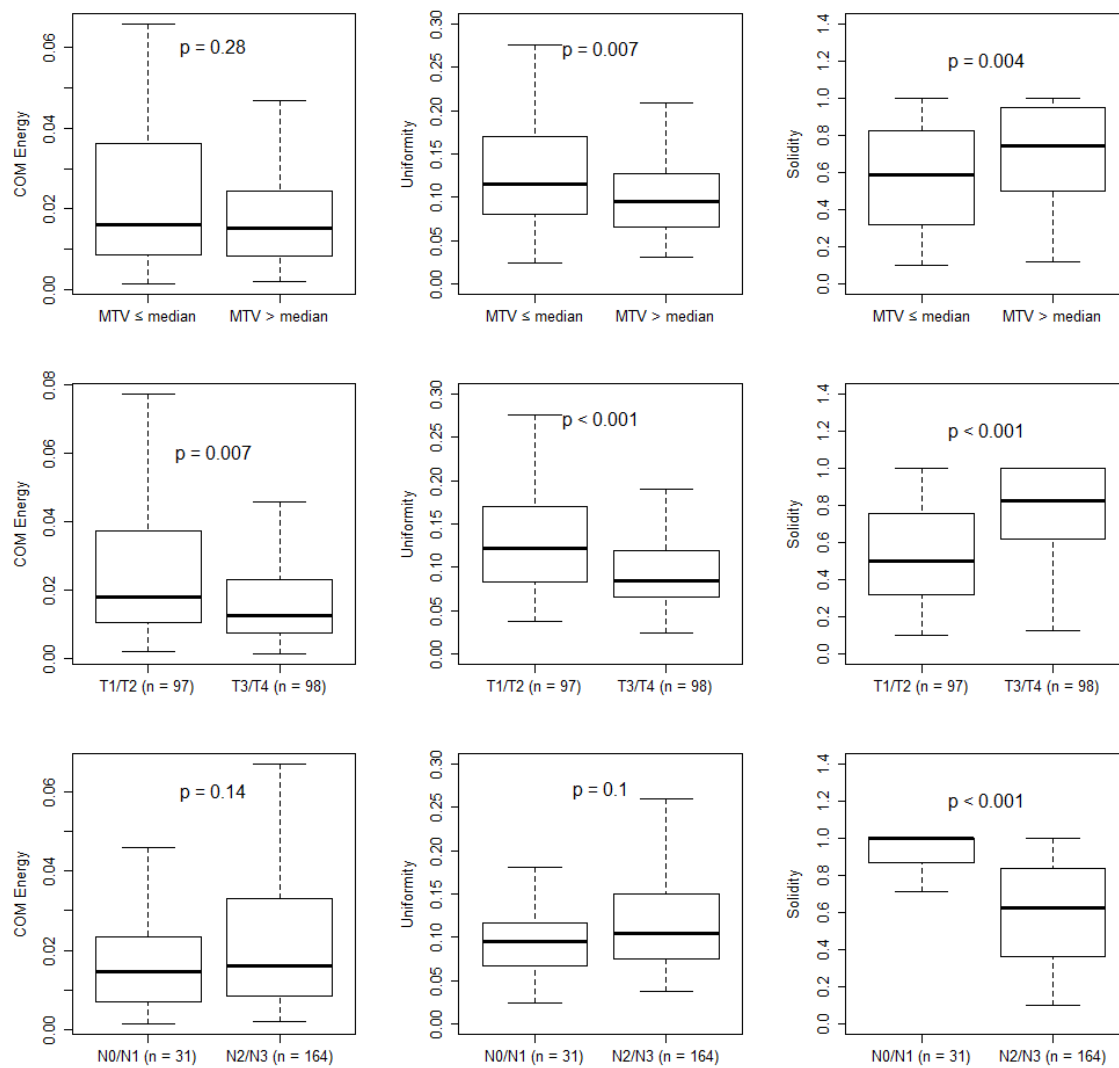 p = 0.28
COM Energy
0.00
0.02
0.04
0.06
MTV ≤ median
MTV > median
p = 0.007
Uniformity
0.00
0.05
0.10
0.15
0.20
0.25
0.30
MTV ≤ median
MTV > median
p = 0.004
Solidity
0.0
0.2
0.4
0.6
0.8
1.0
1.2
1.4
MTV ≤ median
MTV > median
p = 0.007
COM Energy
0.00
0.02
0.04
0.06
0.08
T1/T2 (n = 97)
T3/T4 (n = 98)
p < 0.001
Uniformity
0.00
0.05
0.10
0.15
0.20
0.25
0.30
T1/T2 (n = 97)
T3/T4 (n = 98)
p < 0.001
Solidity
0.0
0.2
0.4
0.6
0.8
1.0
1.2
1.4
T1/T2 (n = 97)
T3/T4 (n = 98)
p = 0.14
COM Energy
0.00
0.02
0.04
0.06
N0/N1 (n = 31)
N2/N3 (n = 164)
p = 0.1
Uniformity
0.00
0.05
0.10
0.15
0.20
0.25
0.30
N0/N1 (n = 31)
N2/N3 (n = 164)
p < 0.001
Solidity
0.0
0.2
0.4
0.6
0.8
1.0
1.2
1.4
N0/N1 (n = 31)
N2/N3 (n = 164)